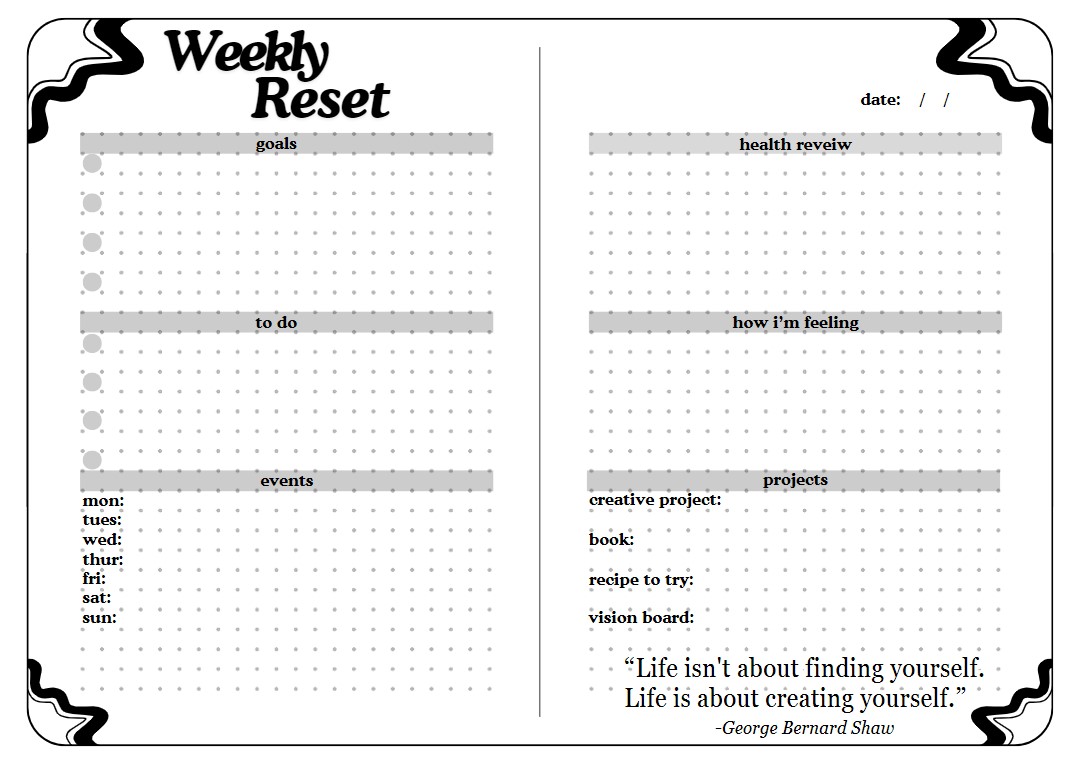 Weekly
Reset
goals
to do
events
mon:
tues:
wed:
thur:
fri:
sat:
sun:
date:   /   /
health reveiw
how i’m feeling
projects
creative project:
book:
recipe to try:
vision board:
“Life isn't about finding yourself.
Life is about creating yourself.”
-George Bernard Shaw